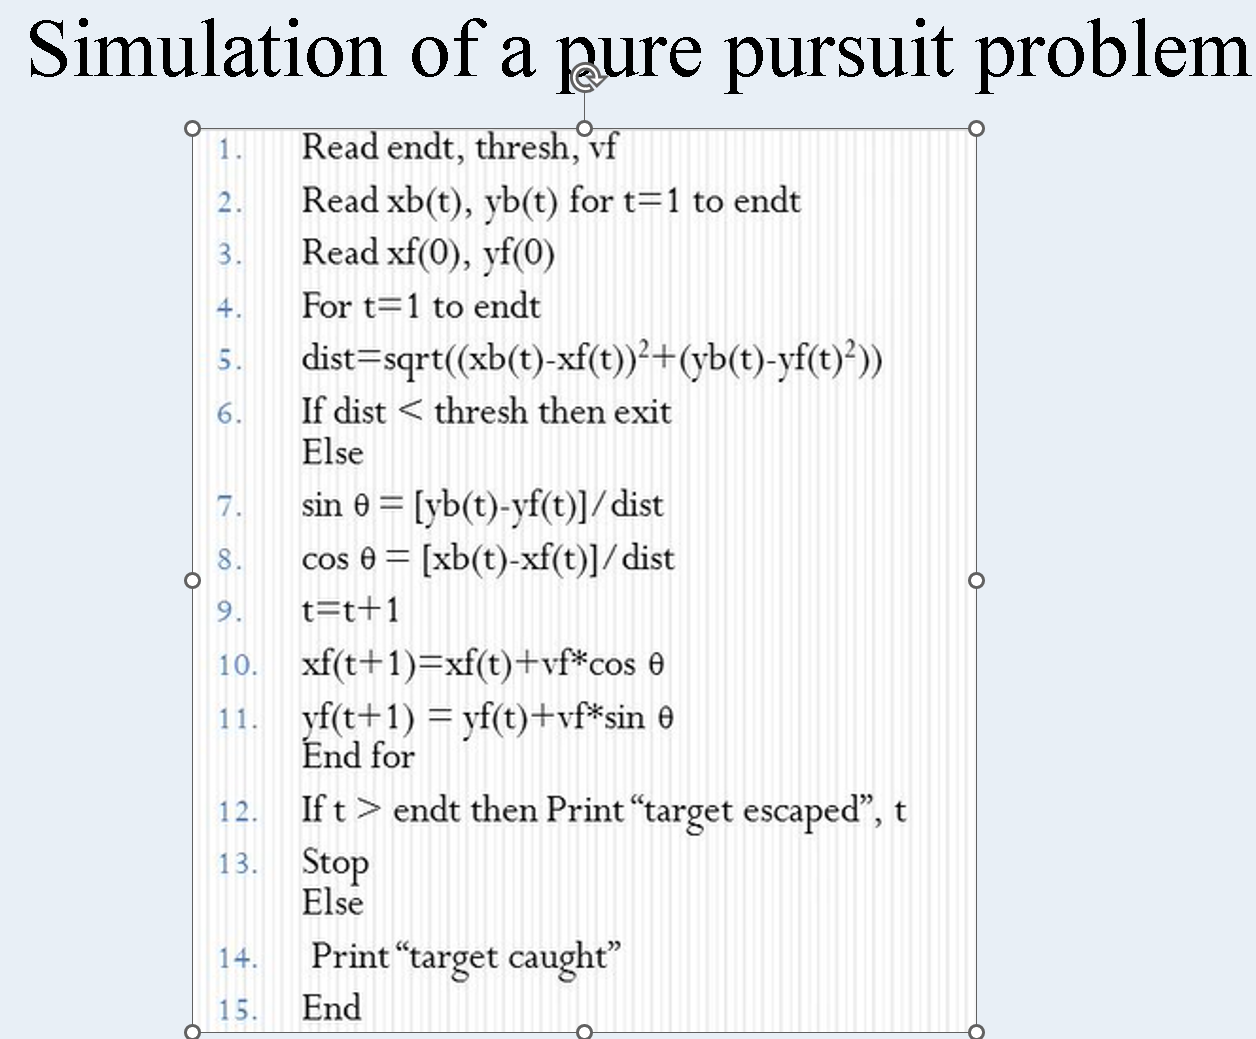 Simulation of a pure pursuit problem
1. Read endt, thresh, vf
2. Read xb(t), yb(t) for t=1 to endt
3. Read xf(0), yf(0)
4. For t=1 to endt
5. dist=sqrt((xb(t)-xf(t))²+(yb(t)-yf(t)²))
6. If dist < thresh then exit
Else
7. sin θ = [yb(t)-yf(t)]/dist
8. cos θ = [xb(t)-xf(t)]/dist
9. t=t+1
10. xf(t+1)=xf(t)+vf*cos θ
11. yf(t+1) = yf(t)+vf*sin θ
End for
12. If t > endt then Print “target escaped”, t
13. Stop
Else
14. Print “target caught”
15. End